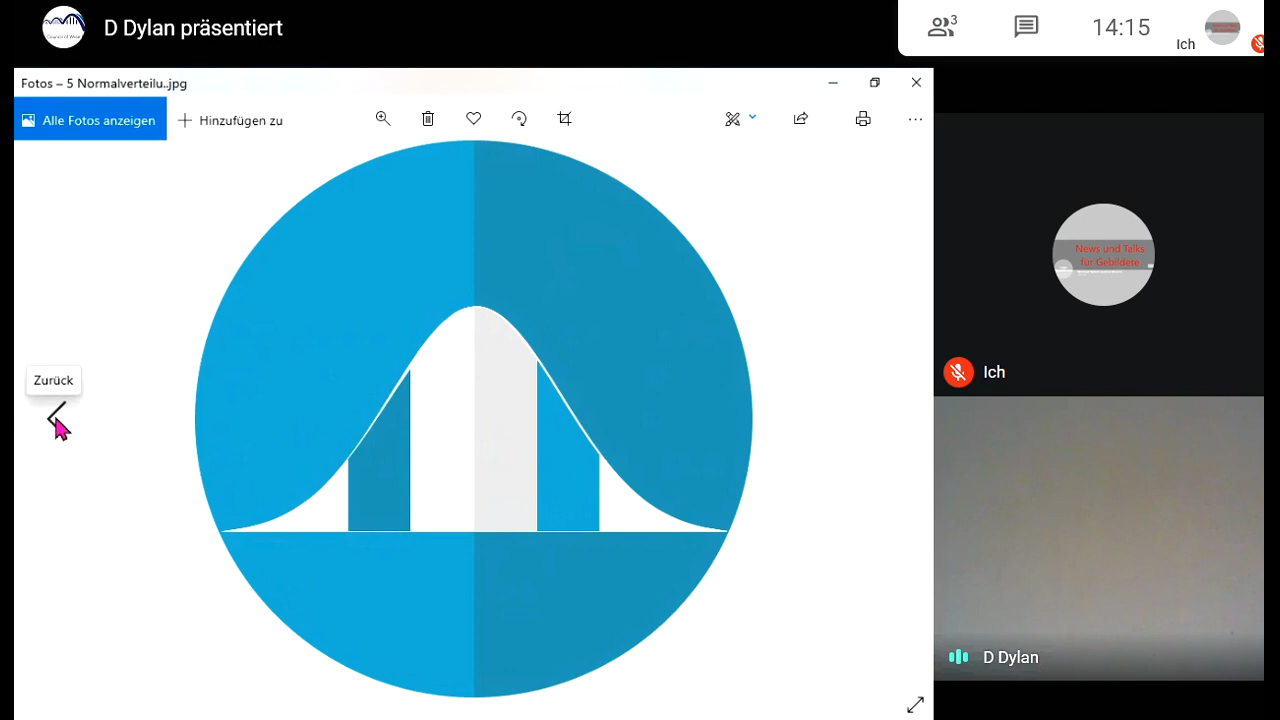 D Dylan präsentiert
3
14:15
Ich
Fotos – 5 Normalverteilu..jpg
Alle Fotos anzeigen
Hinzufügen zu
Zurück
News und Talks
für Gebildere
Ich
D Dylan